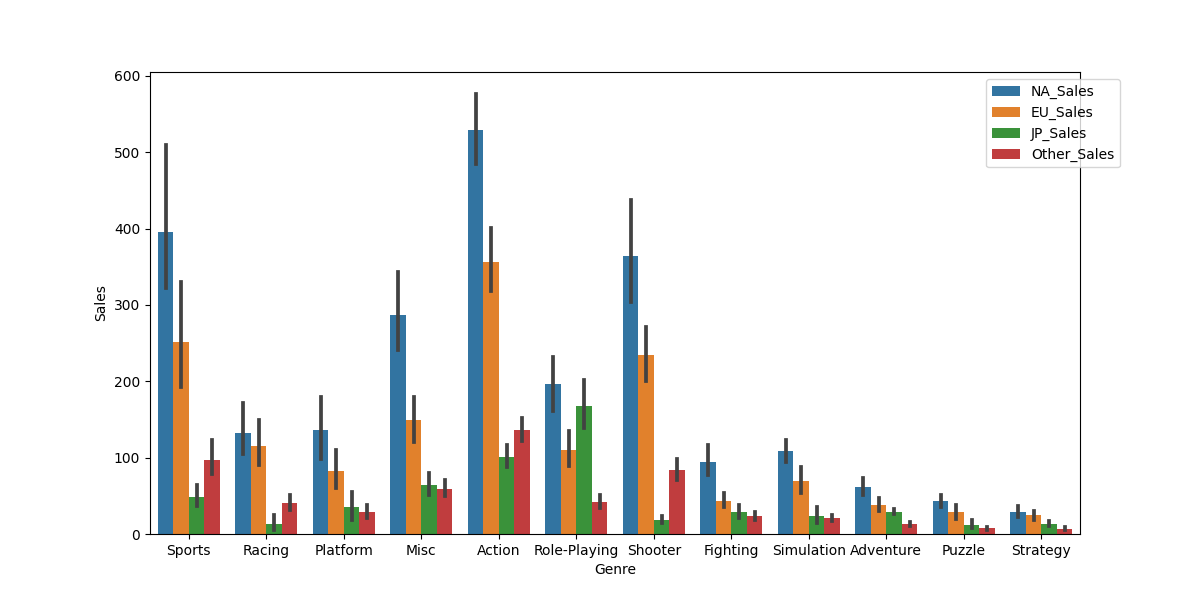 600
500
400
300
200
100
0
Sales
NA_Sales
EU_Sales
JP_Sales
Other_Sales
Sports Racing Platform Misc Action Role-Playing Shooter Fighting Simulation Adventure Puzzle Strategy
Genre